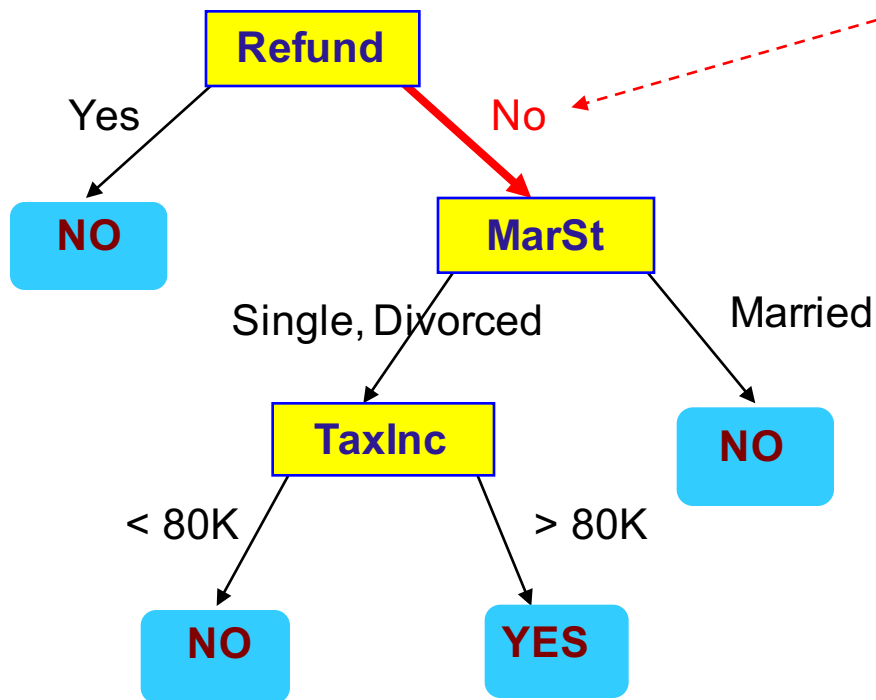 Refund
Yes
No
NO
MarSt
Single, Divorced
Married
TaxInc
NO
< 80K
> 80K
NO
YES